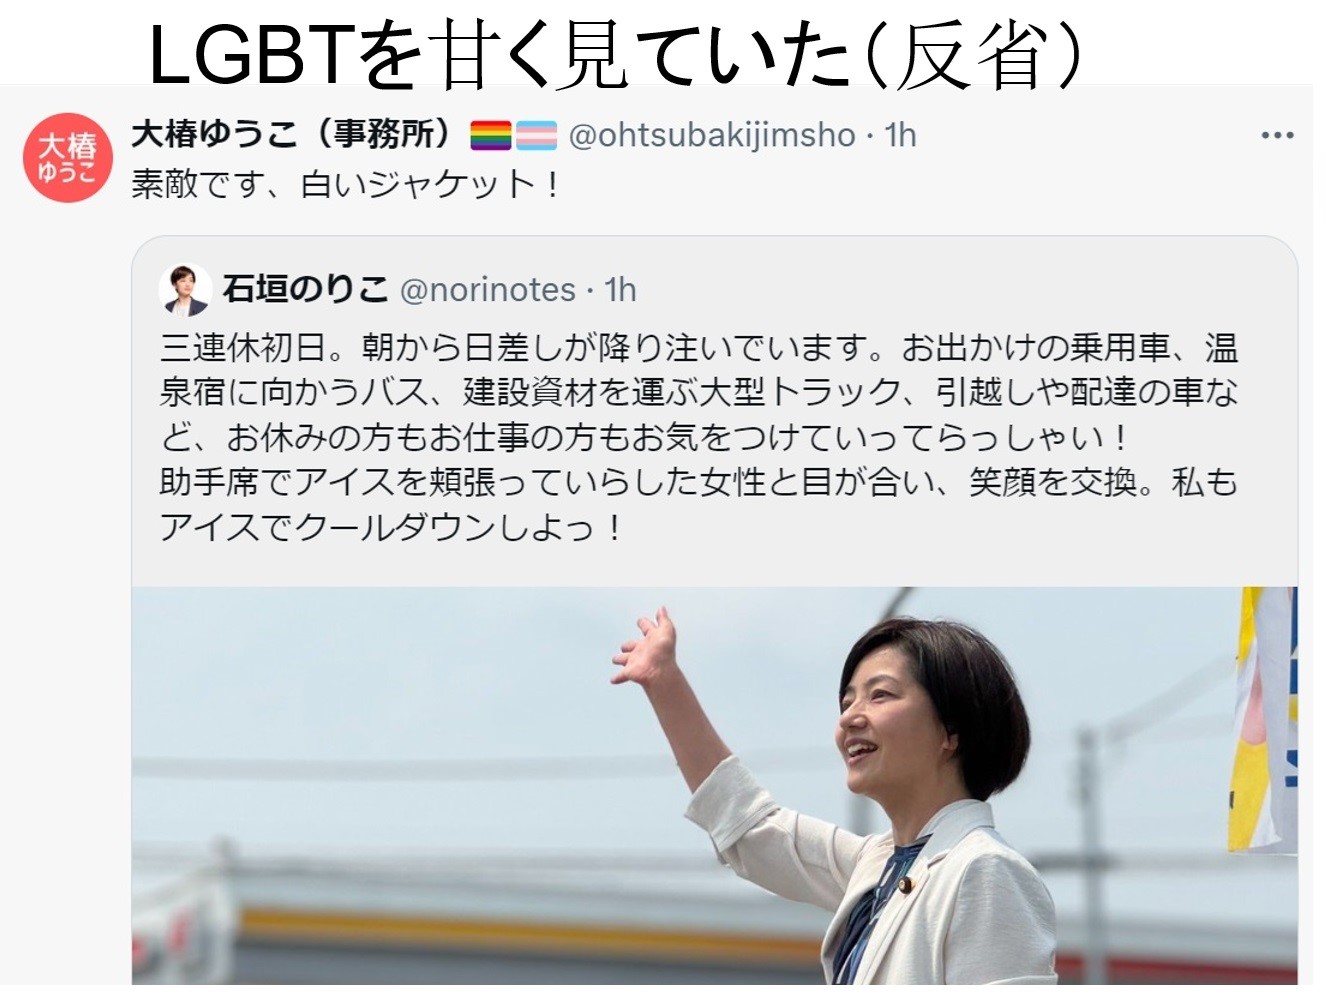 LGBTを甘く見ていた（反省）
大椿ゆうこ
大椿ゆうこ（事務所）🏳️‍🌈🏳️‍⚧️ @ohtsubakijimsho · 1h
素敵です、白いジャケット！
石垣のりこ @norinotes · 1h
三連休初日。朝から日差しが降り注いでいます。お出かけの乗用車、温
泉宿に向かうバス、建設資材を運ぶ大型トラック、引越しや配達の車な
ど、お休みの方もお仕事の方もお気をつけていってらっしゃい！
助手席でアイスを頬張っていらした女性と目が合い、笑顔を交換。私も
アイスでクールダウンしよっ！